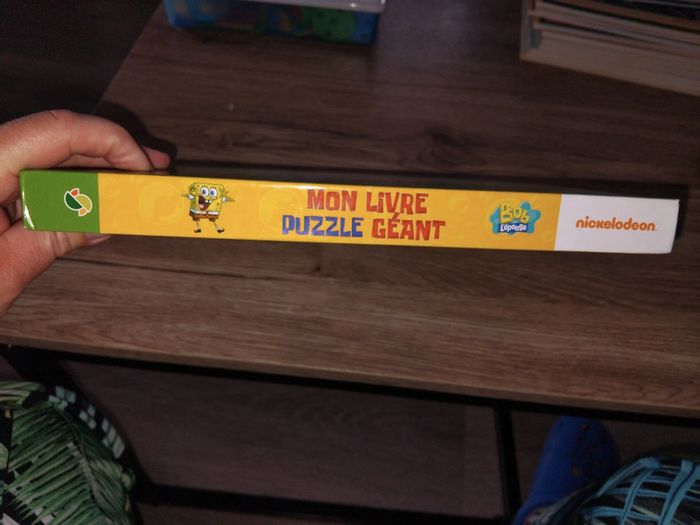 MON LIVRE
PUZZLE GÉANT
Bob
L'éponge
nickelodeon